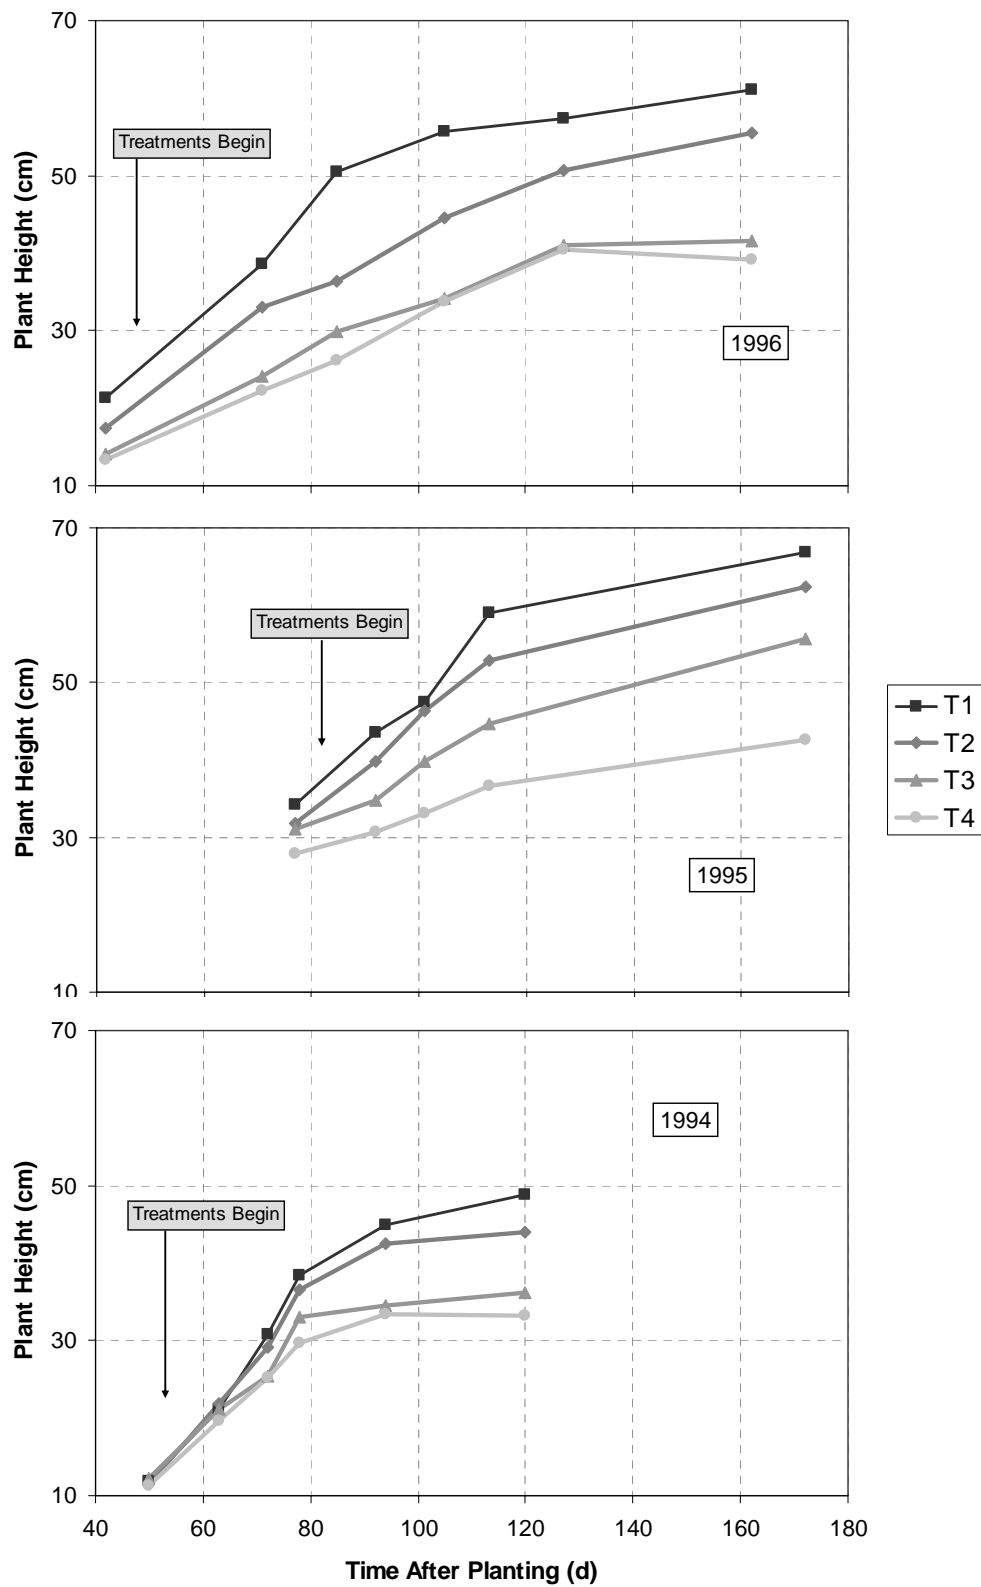 70
50
30
10
Plant Height (cm)
Treatments Begin
1996
70
50
30
10
Plant Height (cm)
Treatments Begin
1995
T1
T2
T3
T4
70
50
30
10
Plant Height (cm)
Treatments Begin
1994
40 60 80 100 120 140 160 180
Time After Planting (d)